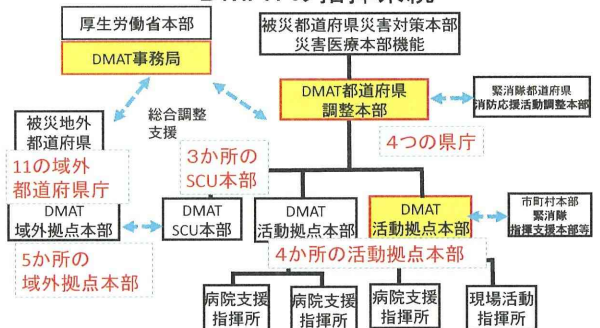 厚生労働省本部
DMAT事務局
被災都道府県災害対策本部
災害医療本部機能
DMAT都道府県
調整本部
緊消隊都道府県
消防応援活動調整本部
総合調整
支援
被災地外
都道府県
11の域外
都道府県庁
3か所の
SCU本部
4つの県庁
DMAT
域外拠点本部
DMAT
SCU本部
DMAT
活動拠点本部
DMAT
活動拠点本部
市町村本部
緊消隊
指揮支援本部等
5か所の
域外拠点本部
4か所の活動拠点本部
病院支援
指揮所
病院支援
指揮所
病院支援
指揮所
現場活動
指揮所